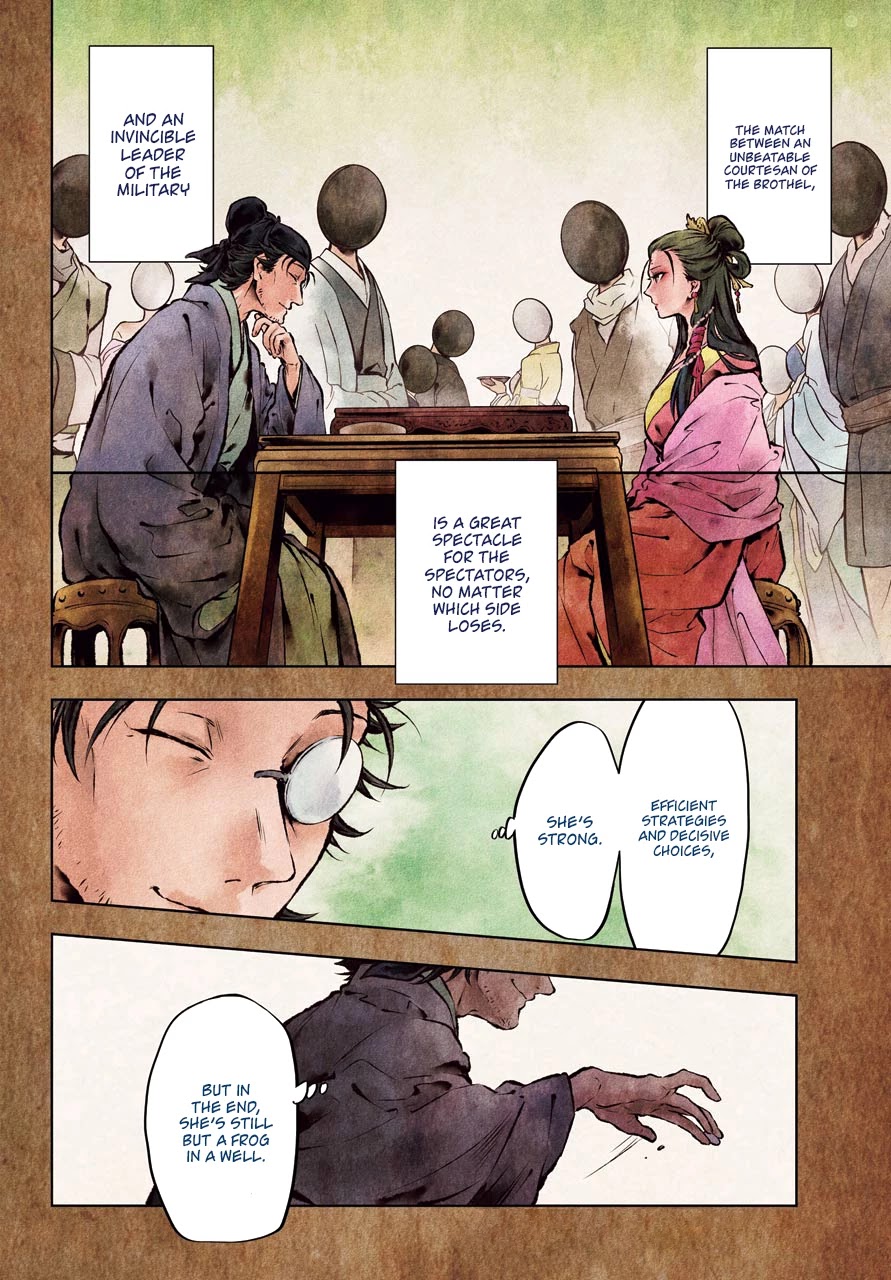 THE MATCH
BETWEEN AN
UNBEATABLE
COURTESAN OF
THE BROTHEL,
AND AN
INVINCIBLE
LEADER
OF THE
MILITARY
IS A GREAT
SPECTACLE
FOR THE
SPECTATORS,
NO MATTER
WHICH SIDE
LOSES.
EFFICIENT
STRATEGIES
AND DECISIVE
CHOICES,
SHE'S
STRONG.
BUT IN
THE END,
SHE'S STILL
BUT A FROG
IN A WELL.